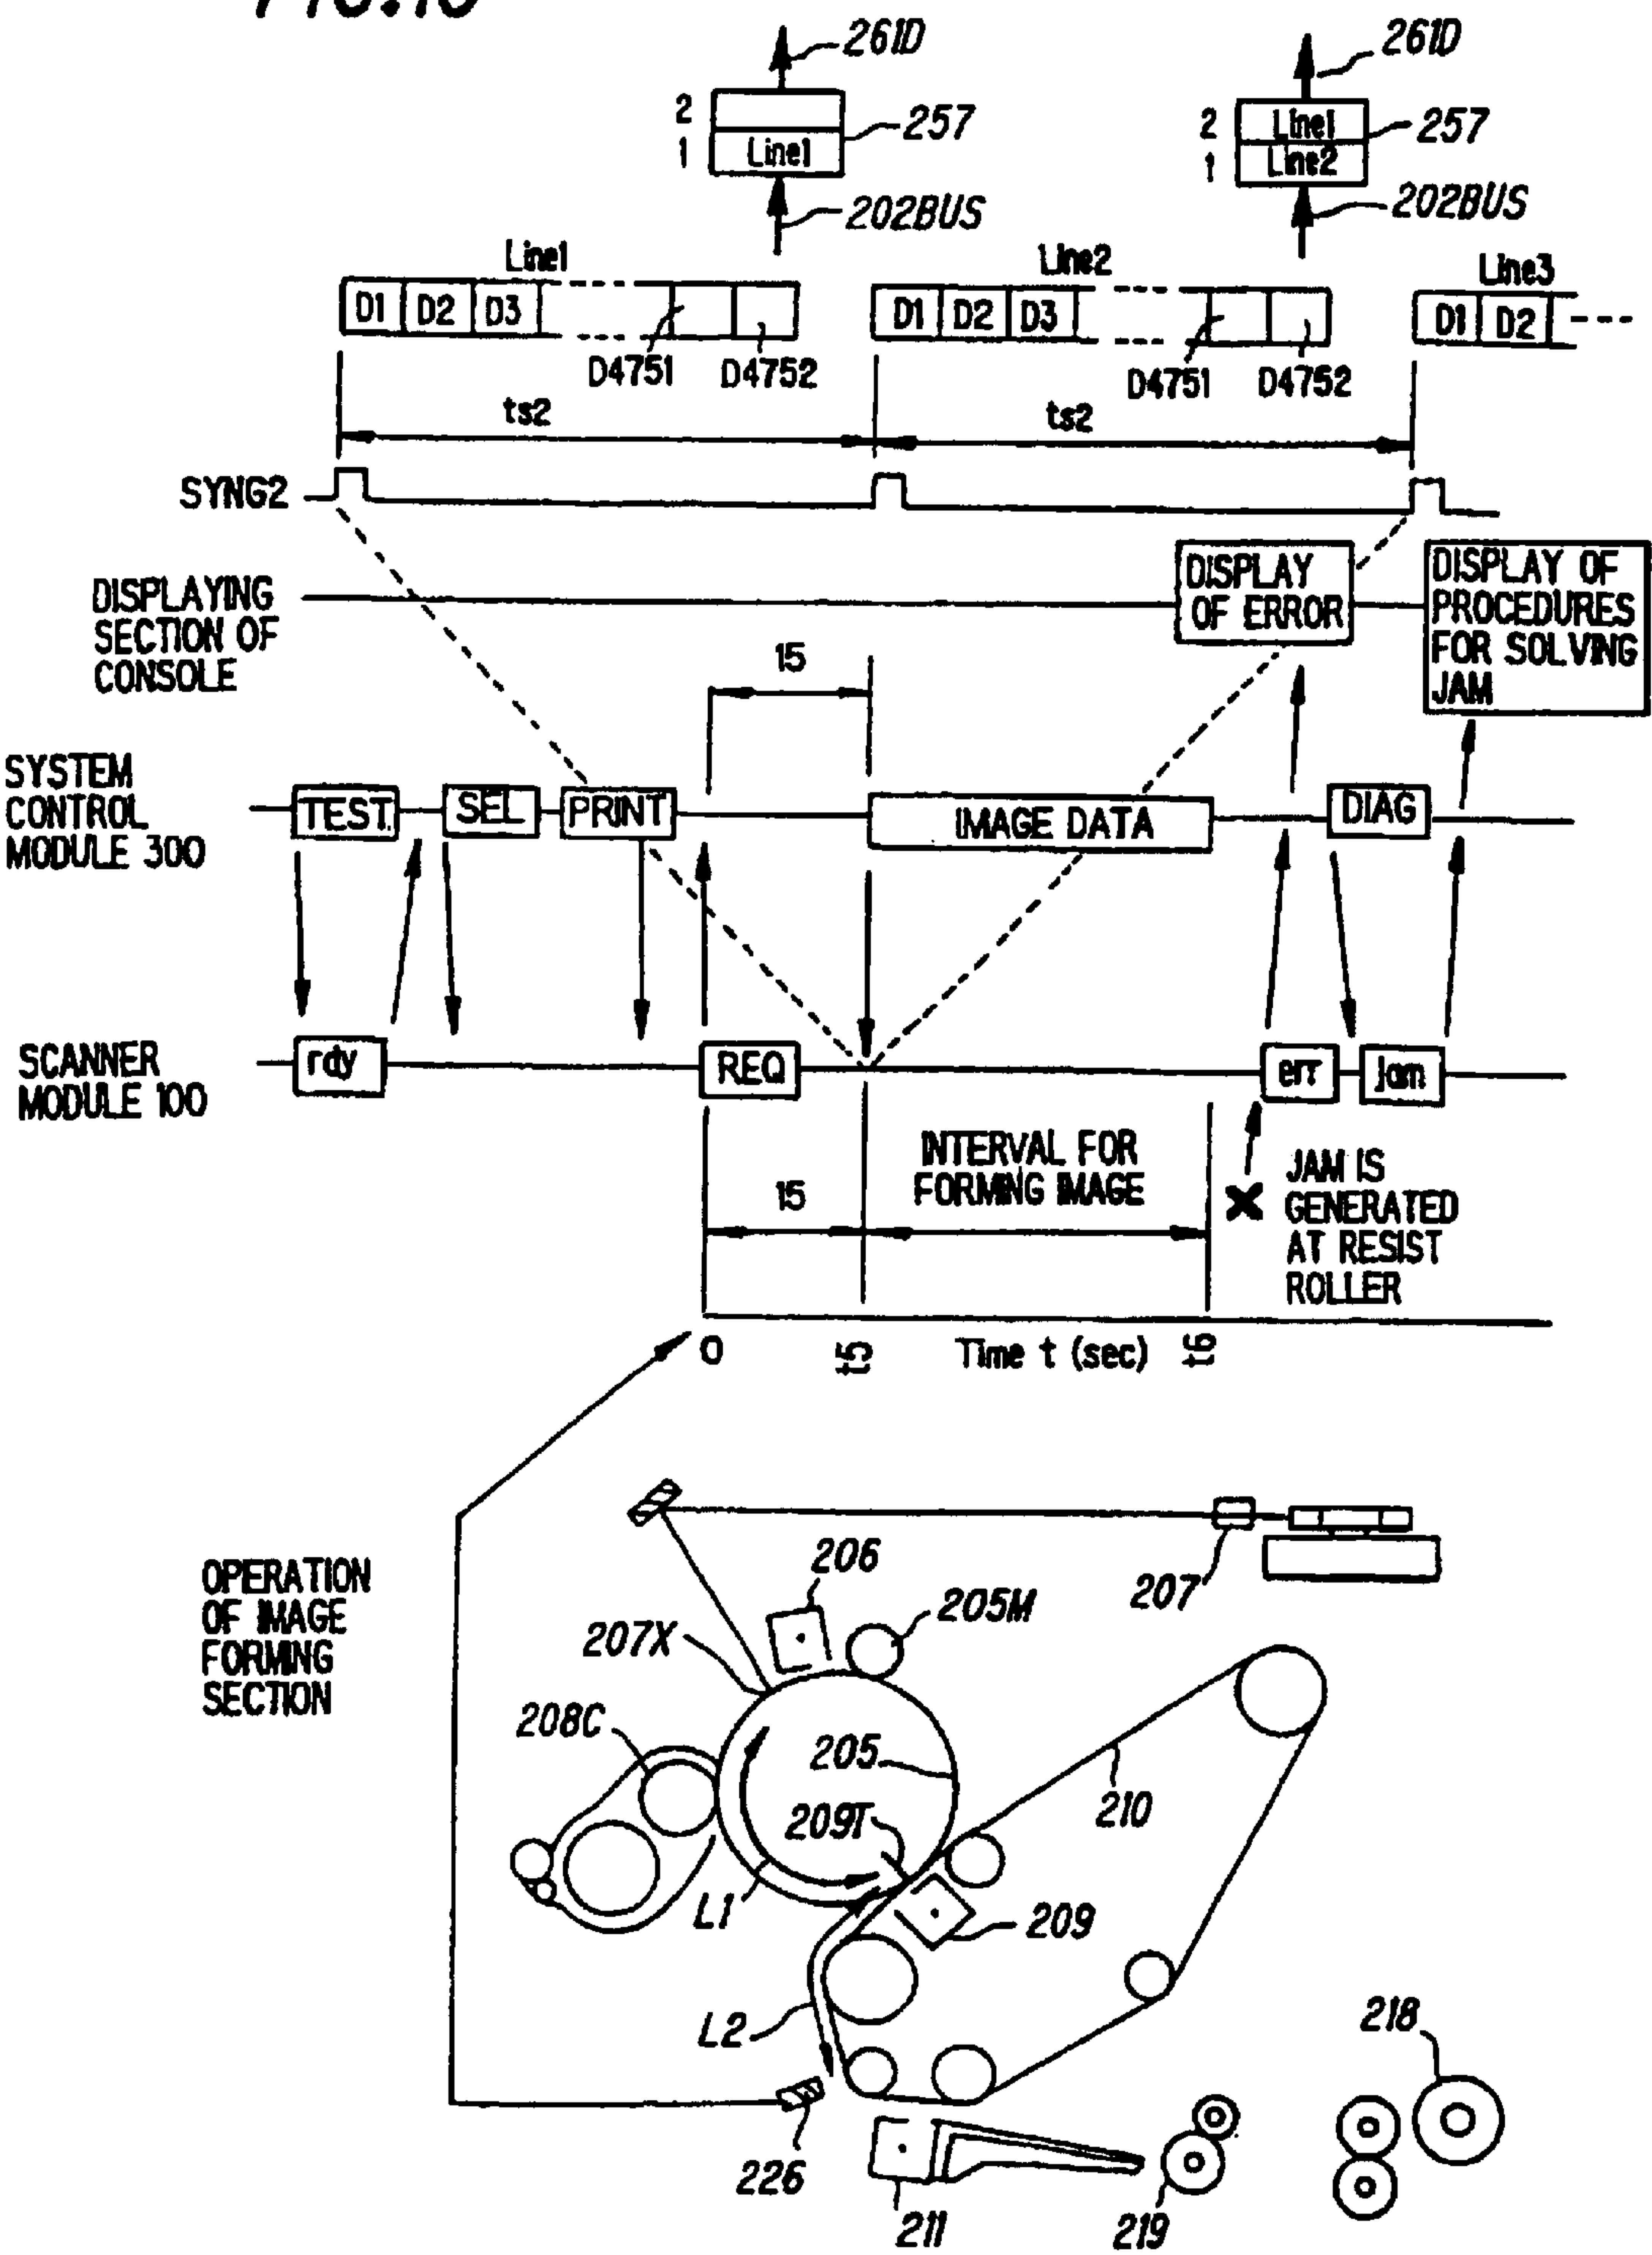 261D
261D
2
257
2
Line1
257
1
Line1
1
Line2
202BUS
202BUS
Line1
Line2
Line3
D1
D2
D3
D1
D2
D3
D1
D2
D4751
D4752
D4751
D4752
ts2
ts2
SYNG2
DISPLAYING
SECTION OF
CONSOLE
DISPLAY
OF ERROR
DISPLAY OF
PROCEDURES
FOR SOLVING
JAM
15
SYSTEM
CONTROL
MODULE 300
TEST.
SEL
PRINT
IMAGE DATA
DIAG
SCANNER
MODULE 100
rdy
REQ
err
jam
15
INTERVAL FOR
FORMING IMAGE
JAM IS
GENERATED
AT RESIST
ROLLER
0
t5
Time t (sec)
t6
OPERATION
OF IMAGE
FORMING
SECTION
206
205M
207
207X
208C
205
210
209T
L1
209
L2
218
226
211
219